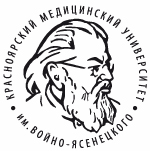 КРАСНОЯРСКИЙ МЕДИЦИНСКИЙ УНИВЕРСИТЕТ
ИМ. ВОЙНО-ЯСЕНЕЦКОГО